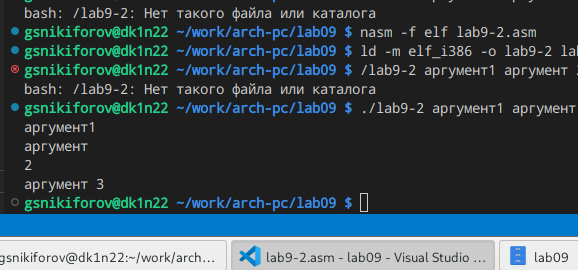 bash: /lab9-2: Нет такого файла или каталога
gsnikiforov@dk1n22 ~/work/arch-pc/lab09 $ nasm -f elf lab9-2.asm
gsnikiforov@dk1n22 ~/work/arch-pc/lab09 $ ld -m elf_i386 -o lab9-2 lab
gsnikiforov@dk1n22 ~/work/arch-pc/lab09 $ /lab9-2 аргумент1 аргумент
bash: /lab9-2: Нет такого файла или каталога
gsnikiforov@dk1n22 ~/work/arch-pc/lab09 $ ./lab9-2 аргумент1 аргумент
аргумент1
аргумент
2
аргумент 3
gsnikiforov@dk1n22 ~/work/arch-pc/lab09 $
gsnikiforov@dk1n22:~/work/arch... lab9-2.asm - lab09 - Visual Studio ... lab09